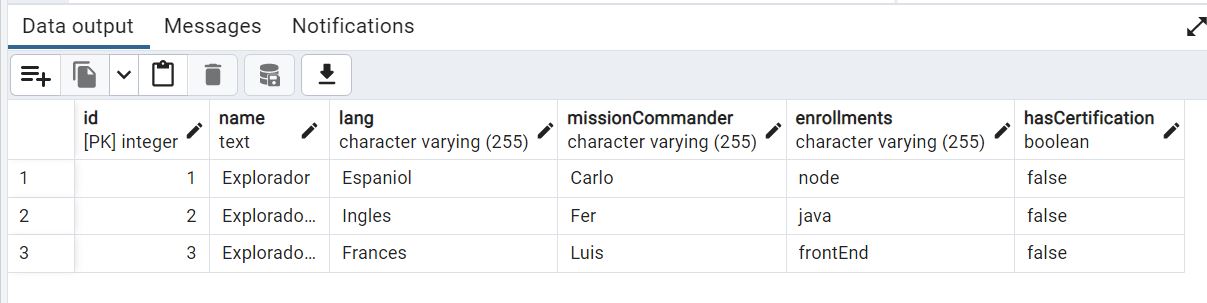 Data output Messages Notifications
id name lang missionCommander enrollments hasCertification
[PK] integer text character varying (255) character varying (255) character varying (255) boolean
1 1 Explorador Espaniol Carlo node false
2 2 Explorado… Ingles Fer java false
3 3 Explorado… Frances Luis frontEnd false